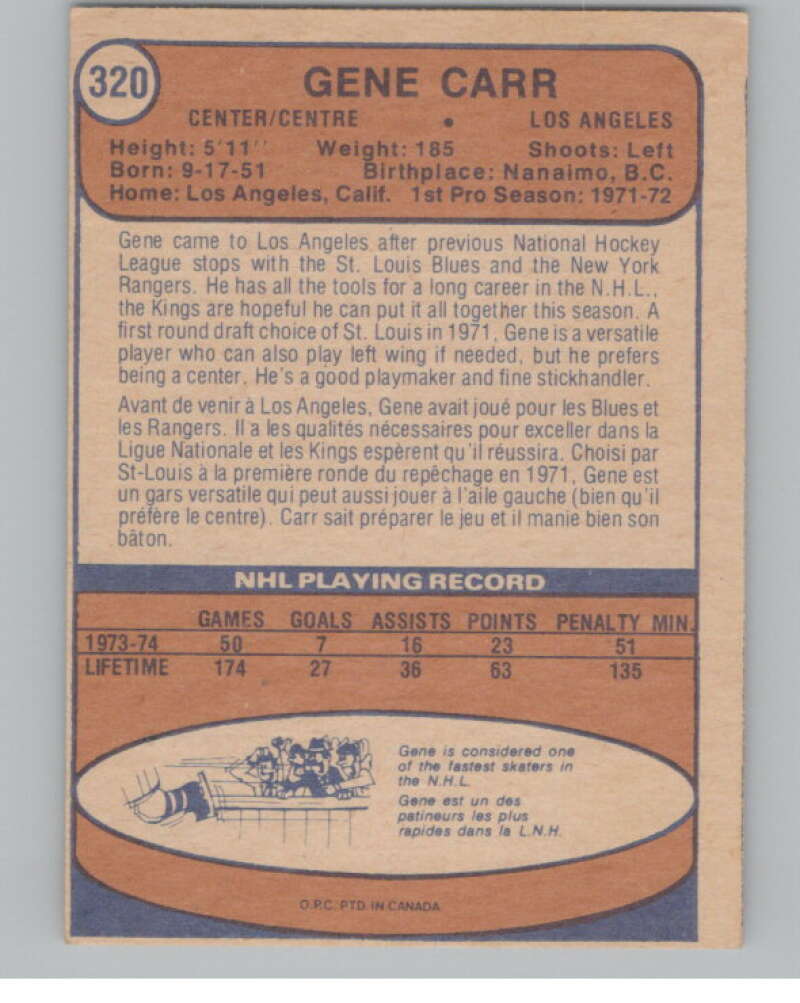 320
GENE CARR
CENTER/CENTRE • LOS ANGELES
Height: 5'11" Weight: 185 Shoots: Left
Born: 9-17-51 Birthplace: Nanaimo, B.C.
Home: Los Angeles, Calif. 1st Pro Season: 1971-72
Gene came to Los Angeles after previous National Hockey
League stops with the St. Louis Blues and the New York
Rangers. He has all the tools for a long career in the N.H.L.,
the Kings are hopeful he can put it all together this season. A
first round draft choice of St. Louis in 1971, Gene is a versatile
player who can also play left wing if needed, but he prefers
being a center. He's a good playmaker and fine stickhandler.
Avant de venir à Los Angeles, Gene avait joué pour les Blues et
les Rangers. Il a les qualités nécessaires pour exceller dans la
Ligue Nationale et les Kings espèrent qu'il réussira. Choisi par
St-Louis à la première ronde du repêchage en 1971, Gene est
un gars versatile qui peut aussi jouer à l'aile gauche (bien qu'il
préfère le centre). Carr sait préparer le jeu et il manie bien son
bâton.
NHL PLAYING RECORD
GAMES GOALS ASSISTS POINTS PENALTY MIN.
1973-74 50 7 16 23 51
LIFETIME 174 27 36 63 135
Gene is considered one
of the fastest skaters in
the N.H.L.
Gene est un des
patineurs les plus
rapides dans la L.N.H.
O.P.C. PTD. IN CANADA